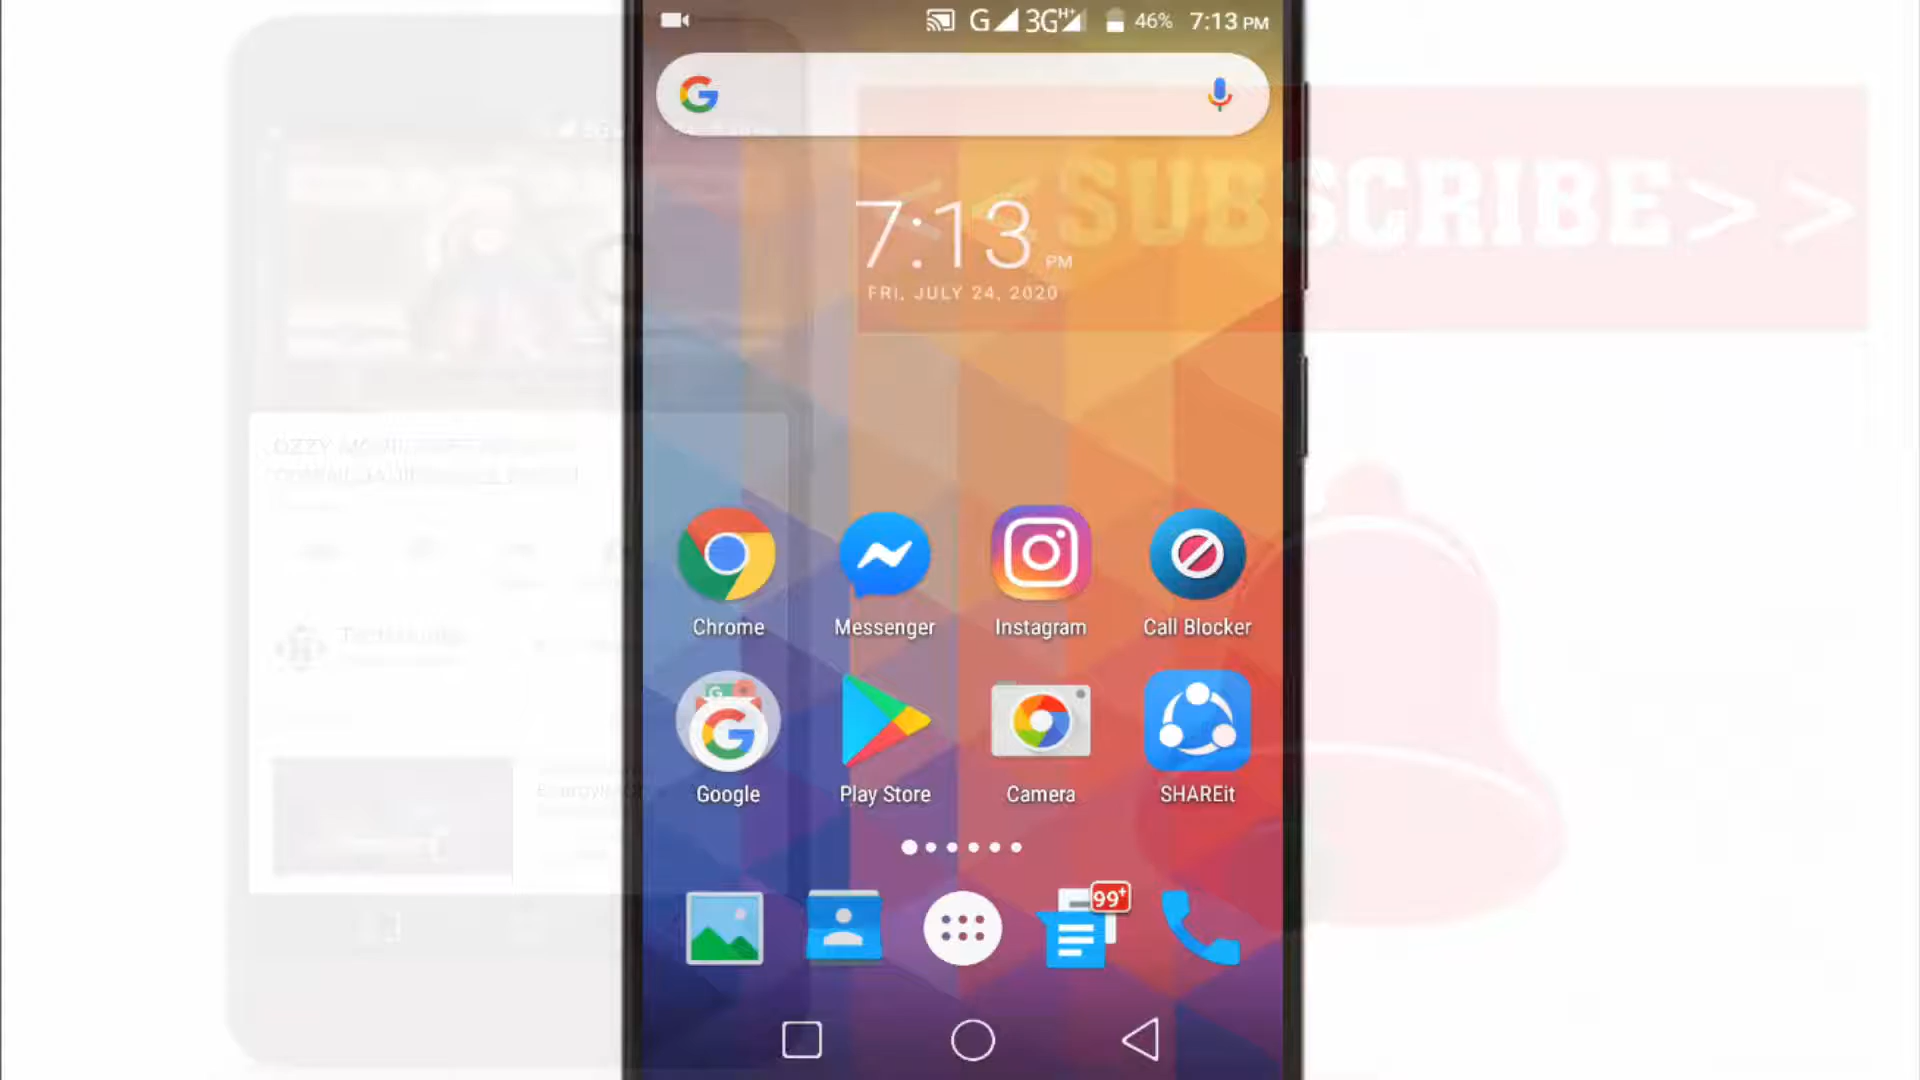 G 3G H+ 46% 7:13 PM
< < SUBSCRIBE> >
7:13 PM
FRI, JULY 24, 2020
Chrome Messenger Instagram Call Blocker
G
Google Play Store Camera SHAREit
99+